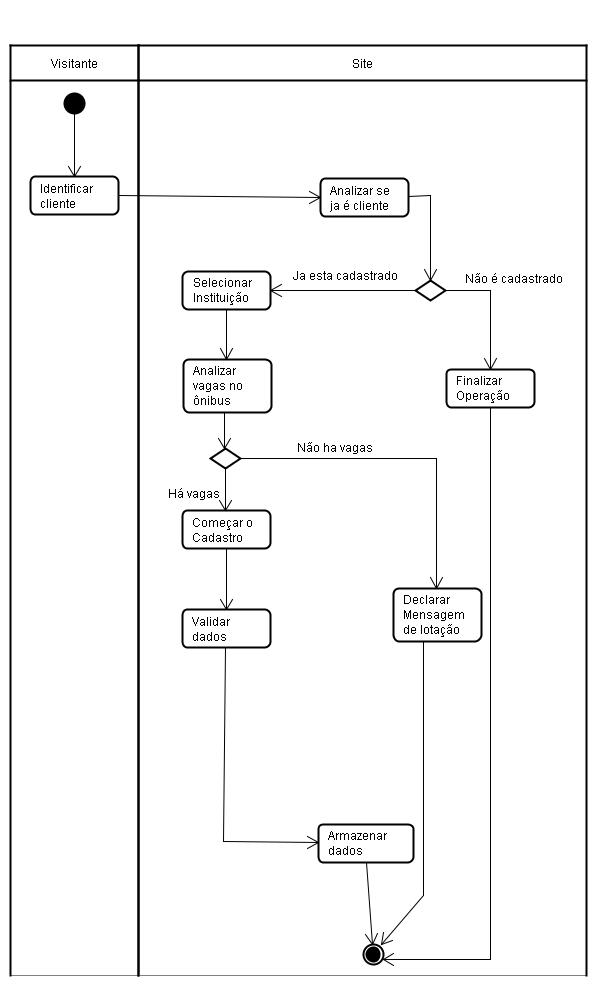 Visitante
Site
Identificar
cliente
Analizar se
ja é cliente
Ja esta cadastrado
Não é cadastrado
Selecionar
Instituição
Analizar
vagas no
ônibus
Finalizar
Operação
Não ha vagas
Há vagas
Começar o
Cadastro
Declarar
Mensagem
de lotação
Validar
dados
Armazenar
dados